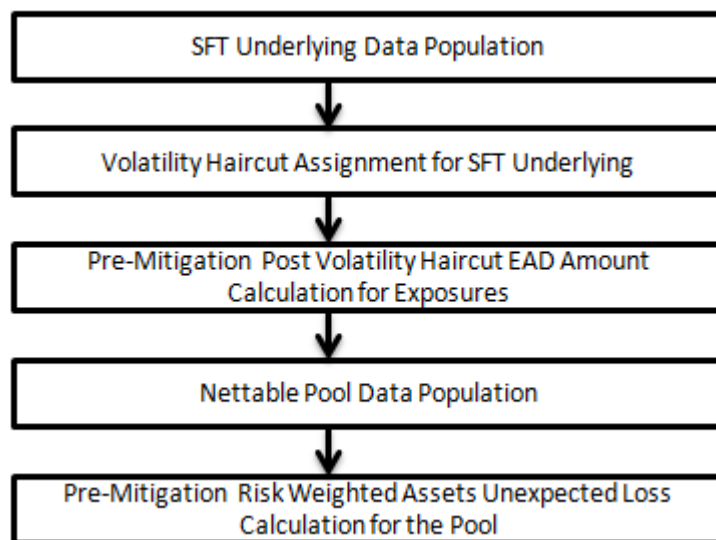 SFT Underlying Data Population
Volatility Haircut Assignment for SFT Underlying
Pre-Mitigation Post Volatility Haircut EAD Amount
Calculation for Exposures
Nettable Pool Data Population
Pre-Mitigation Risk Weighted Assets Unexpected Loss
Calculation for the Pool